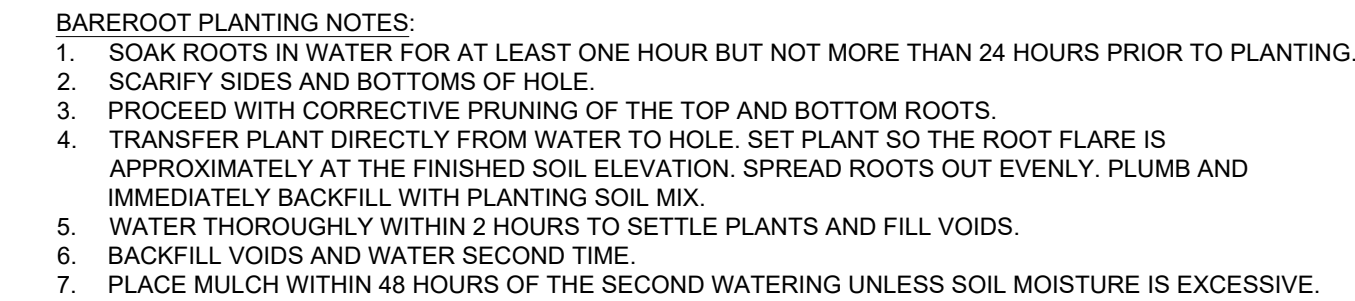 BAREROOT PLANTING NOTES:
1. SOAK ROOTS IN WATER FOR AT LEAST ONE HOUR BUT NOT MORE THAN 24 HOURS PRIOR TO PLANTING.
2. SCARIFY SIDES AND BOTTOMS OF HOLE.
3. PROCEED WITH CORRECTIVE PRUNING OF THE TOP AND BOTTOM ROOTS.
4. TRANSFER PLANT DIRECTLY FROM WATER TO HOLE. SET PLANT SO THE ROOT FLARE IS
APPROXIMATELY AT THE FINISHED SOIL ELEVATION. SPREAD ROOTS OUT EVENLY. PLUMB AND
IMMEDIATELY BACKFILL WITH PLANTING SOIL MIX.
5. WATER THOROUGHLY WITHIN 2 HOURS TO SETTLE PLANTS AND FILL VOIDS.
6. BACKFILL VOIDS AND WATER SECOND TIME.
7. PLACE MULCH WITHIN 48 HOURS OF THE SECOND WATERING UNLESS SOIL MOISTURE IS EXCESSIVE.